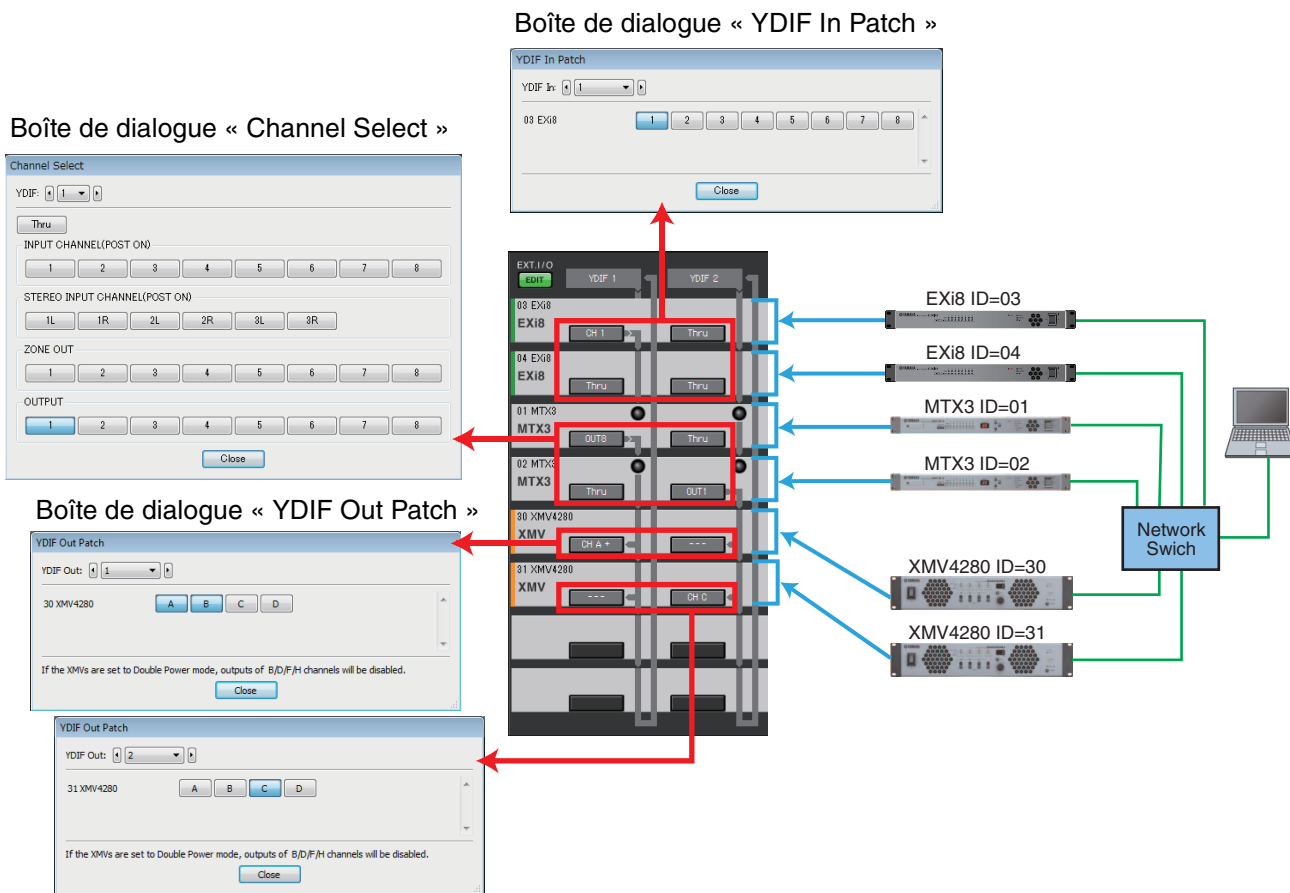 Boîte de dialogue « YDIF In Patch »
YDIF In Patch
YDIF In: 1
03 EXi8 1 2 3 4 5 6 7 8
Close
Boîte de dialogue « Channel Select »
Channel Select
YDIF: 1
Thru
INPUT CHANNEL(POST ON)
1 2 3 4 5 6 7 8
STEREO INPUT CHANNEL(POST ON)
1L 1R 2L 2R 3L 3R
ZONE OUT
1 2 3 4 5 6 7 8
OUTPUT
1 2 3 4 5 6 7 8
Close
EXT.I/O
EDIT YDIF 1 YDIF 2
03 EXi8
EXi8
CH 1 Thru
04 EXi8
EXi8
Thru Thru
01 MTX3
MTX3
OUT8 Thru
02 MTX3
MTX3
Thru OUT1
30 XMV4280
XMV
CH A + ---
31 XMV4280
XMV
--- CH C
EXi8 ID=03
EXi8 ID=04
MTX3 ID=01
MTX3 ID=02
Network
Swich
XMV4280 ID=30
XMV4280 ID=31
Boîte de dialogue « YDIF Out Patch »
YDIF Out Patch
YDIF Out: 1
30 XMV4280 A B C D
If the XMVs are set to Double Power mode, outputs of B/D/F/H channels will be disabled.
Close
YDIF Out Patch
YDIF Out: 2
31 XMV4280 A B C D
If the XMVs are set to Double Power mode, outputs of B/D/F/H channels will be disabled.
Close